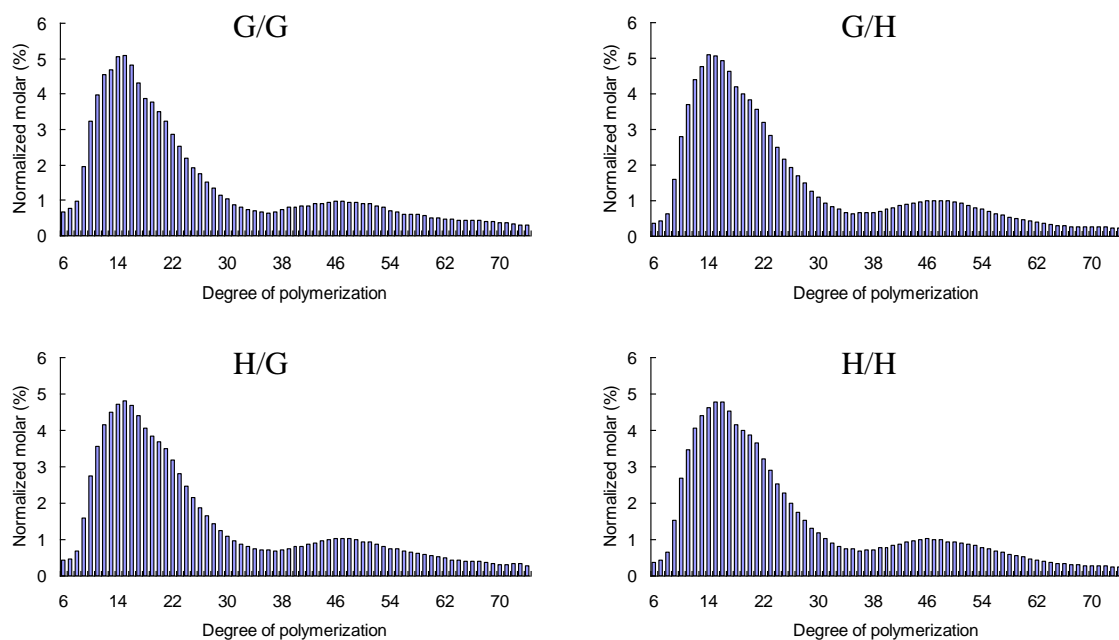 G/G
Normalized molar (%)
6
5
4
3
2
1
0
6 14 22 30 38 46 54 62 70
Degree of polymerization
G/H
Normalized molar (%)
6
5
4
3
2
1
0
6 14 22 30 38 46 54 62 70
Degree of polymerization
H/G
Normalized molar (%)
6
5
4
3
2
1
0
6 14 22 30 38 46 54 62 70
Degree of polymerization
H/H
Normalized molar (%)
6
5
4
3
2
1
0
6 14 22 30 38 46 54 62 70
Degree of polymerization